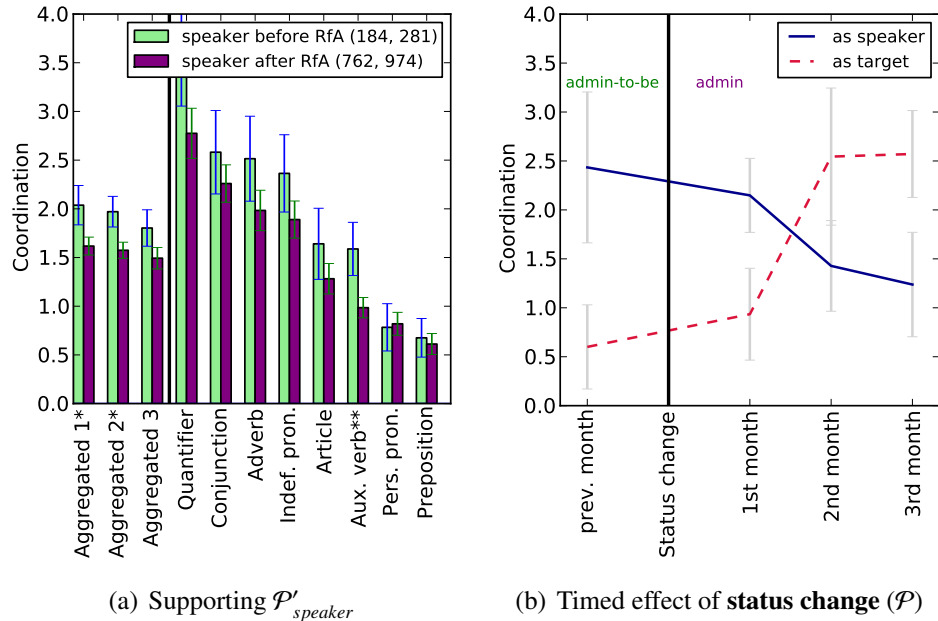 speaker before RfA (184, 281)
speaker after RfA (762, 974)
Coordination
4.0
3.5
3.0
2.5
2.0
1.5
1.0
0.5
0.0
Aggregated 1*
Aggregated 2*
Aggregated 3
Quantifier
Conjunction
Adverb
Indef. pron.
Article
Aux. verb**
Pers. pron.
Preposition
(a) Supporting 𝒫′speaker
as speaker
as target
admin-to-be
admin
Coordination
4.0
3.5
3.0
2.5
2.0
1.5
1.0
0.5
0.0
prev. month
Status change
1st month
2nd month
3rd month
(b) Timed effect of status change (𝒫)